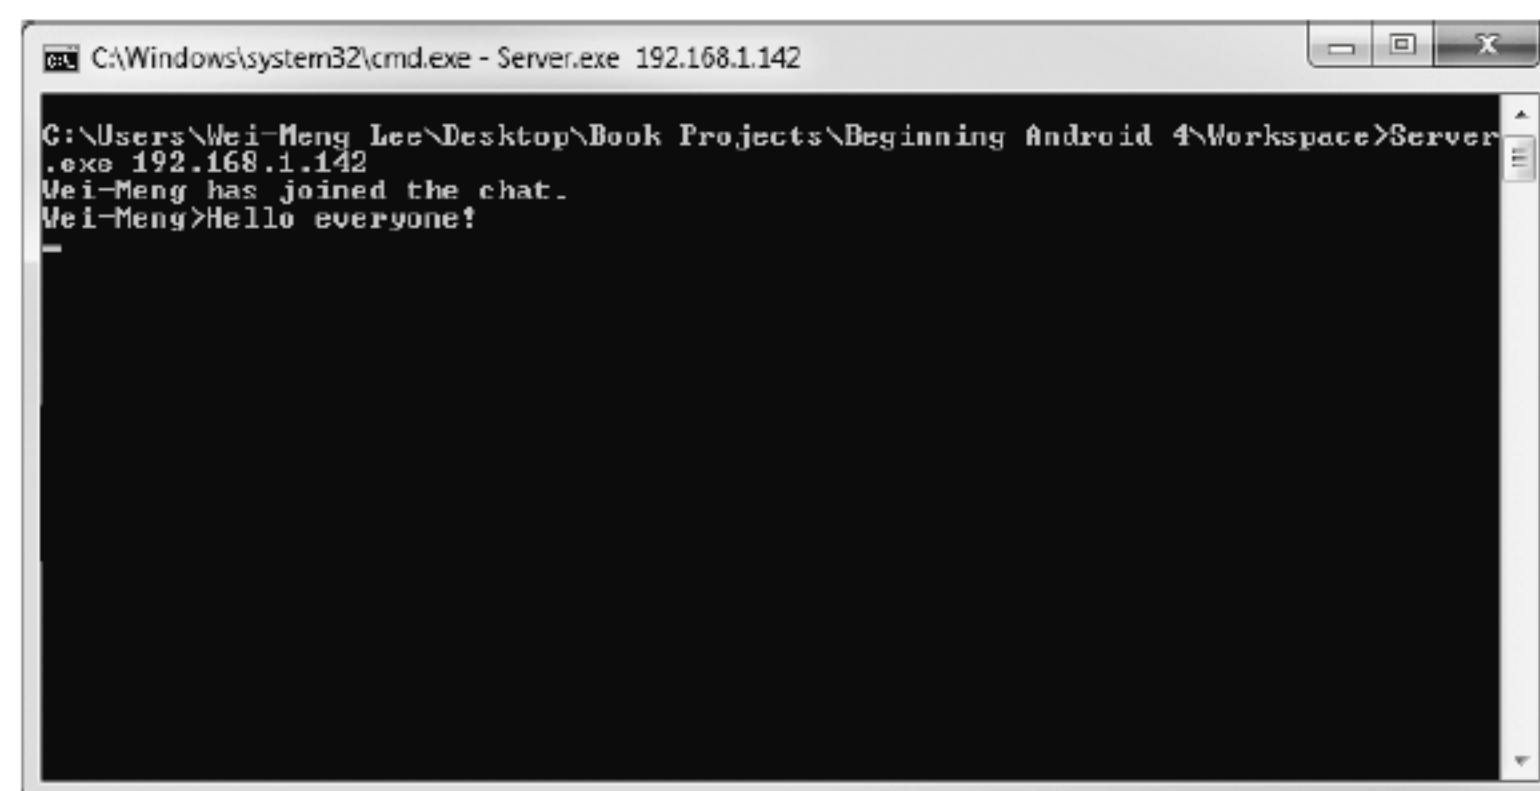 C:\Windows\system32\cmd.exe - Server.exe 192.168.1.142
C:\Users\Wei-Meng Lee\Desktop\Book Projects\Beginning Android 4\Workspace>Server
.exe 192.168.1.142
Wei-Meng has joined the chat.
Wei-Meng>Hello everyone!